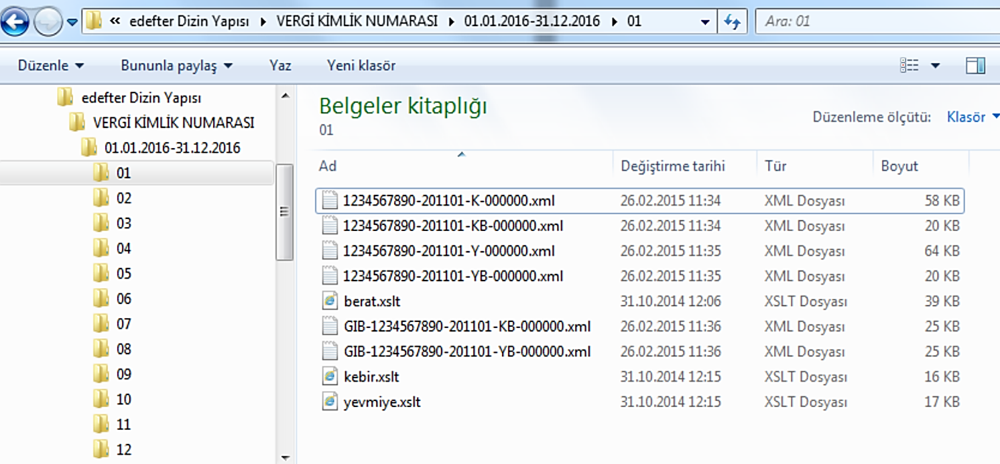 « edefter Dizin Yapısı ▸ VERGİ KİMLİK NUMARASI ▸ 01.01.2016-31.12.2016 ▸ 01
Ara: 01
Düzenle Bununla paylaş Yaz Yeni klasör
edefter Dizin Yapısı
VERGİ KİMLİK NUMARASI
01.01.2016-31.12.2016
01
02
03
04
05
06
07
08
09
10
11
12
Belgeler kitaplığı
01
Düzenleme ölçütü: Klasör
Ad Değiştirme tarihi Tür Boyut
1234567890-201101-K-000000.xml 26.02.2015 11:34 XML Dosyası 58 KB
1234567890-201101-KB-000000.xml 26.02.2015 11:34 XML Dosyası 20 KB
1234567890-201101-Y-000000.xml 26.02.2015 11:35 XML Dosyası 64 KB
1234567890-201101-YB-000000.xml 26.02.2015 11:35 XML Dosyası 20 KB
berat.xslt 31.10.2014 12:06 XSLT Dosyası 39 KB
GIB-1234567890-201101-KB-000000.xml 26.02.2015 11:36 XML Dosyası 25 KB
GIB-1234567890-201101-YB-000000.xml 26.02.2015 11:36 XML Dosyası 25 KB
kebir.xslt 31.10.2014 12:15 XSLT Dosyası 16 KB
yevmiye.xslt 31.10.2014 12:15 XSLT Dosyası 17 KB